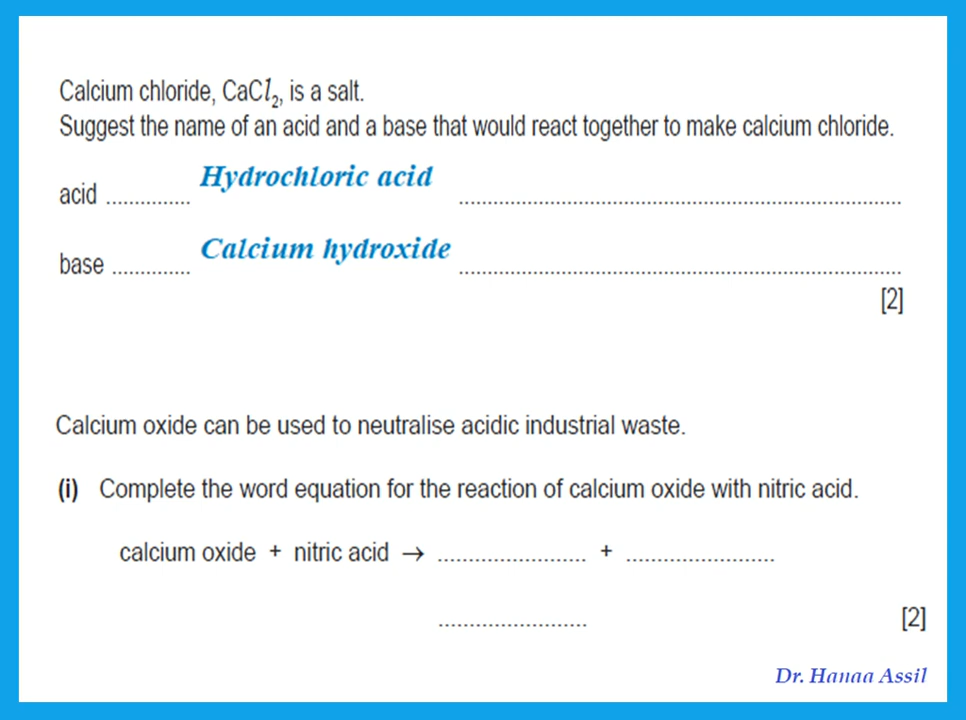 Calcium chloride, CaCl₂, is a salt.
Suggest the name of an acid and a base that would react together to make calcium chloride.
acid .............. Hydrochloric acid ........................................................................
base ............. Calcium hydroxide ........................................................................
[2]
Calcium oxide can be used to neutralise acidic industrial waste.
(i) Complete the word equation for the reaction of calcium oxide with nitric acid.
calcium oxide + nitric acid → ........................ + ........................
........................ [2]
Dr. Hanaa Assil